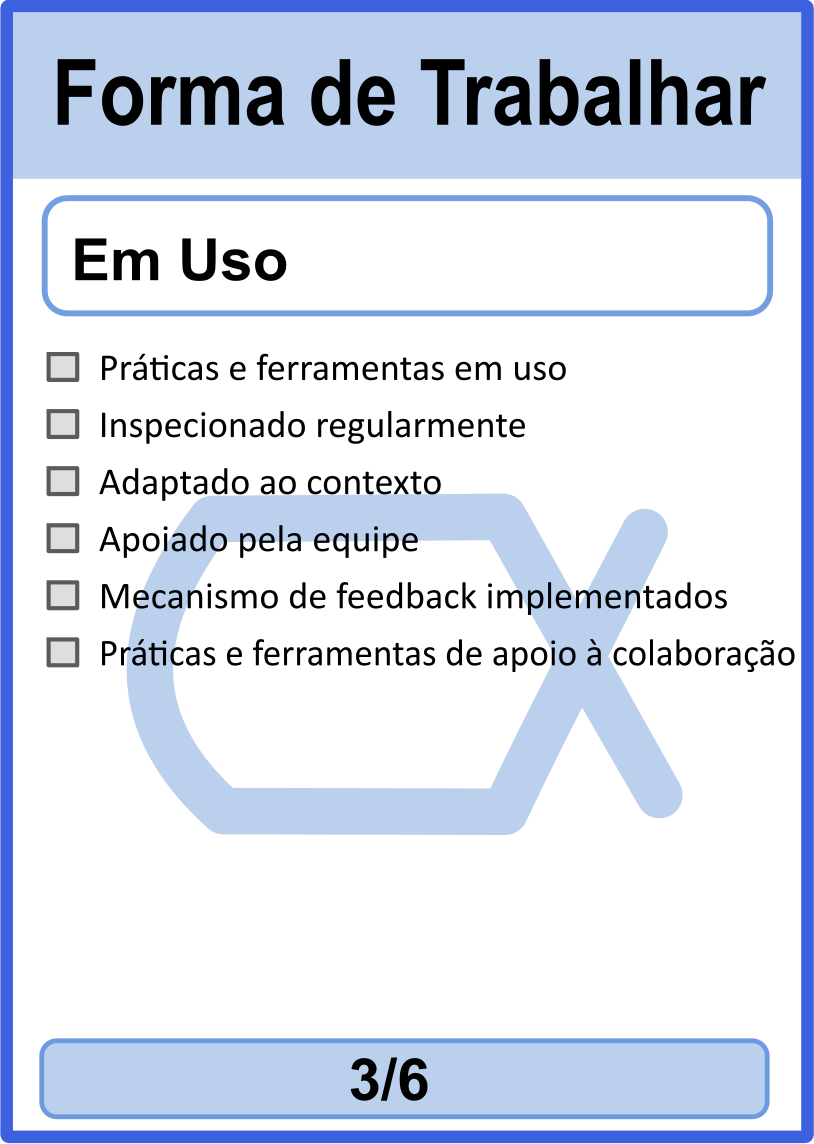 Forma de Trabalhar
Em Uso
Práticas e ferramentas em uso
Inspecionado regularmente
Adaptado ao contexto
Apoiado pela equipe
Mecanismo de feedback implementados
Práticas e ferramentas de apoio à colaboração
3/6